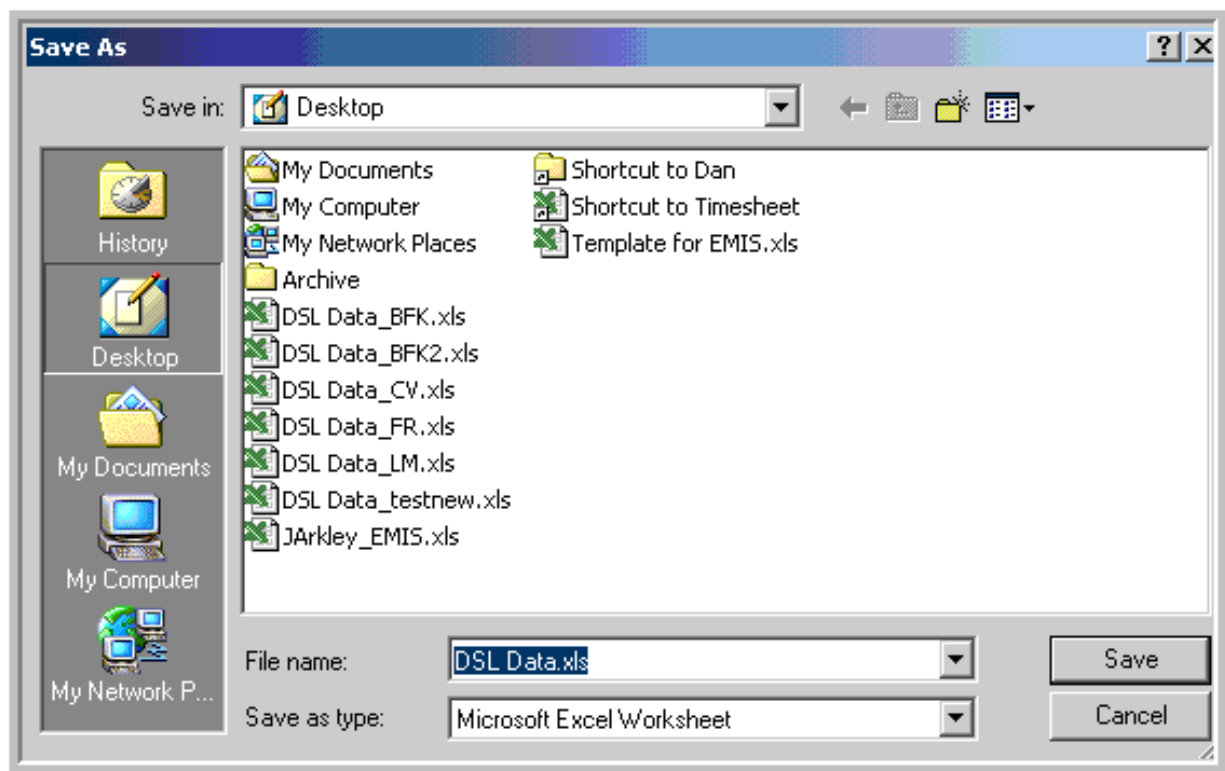 Save As
Save in: Desktop
History
Desktop
My Documents
My Computer
My Network P...
My Documents
My Computer
My Network Places
Archive
DSL Data_BFK.xls
DSL Data_BFK2.xls
DSL Data_CV.xls
DSL Data_FR.xls
DSL Data_LM.xls
DSL Data_testnew.xls
JArkley_EMIS.xls
Shortcut to Dan
Shortcut to Timesheet
Template for EMIS.xls
File name: DSL Data.xls
Save
Save as type: Microsoft Excel Worksheet
Cancel